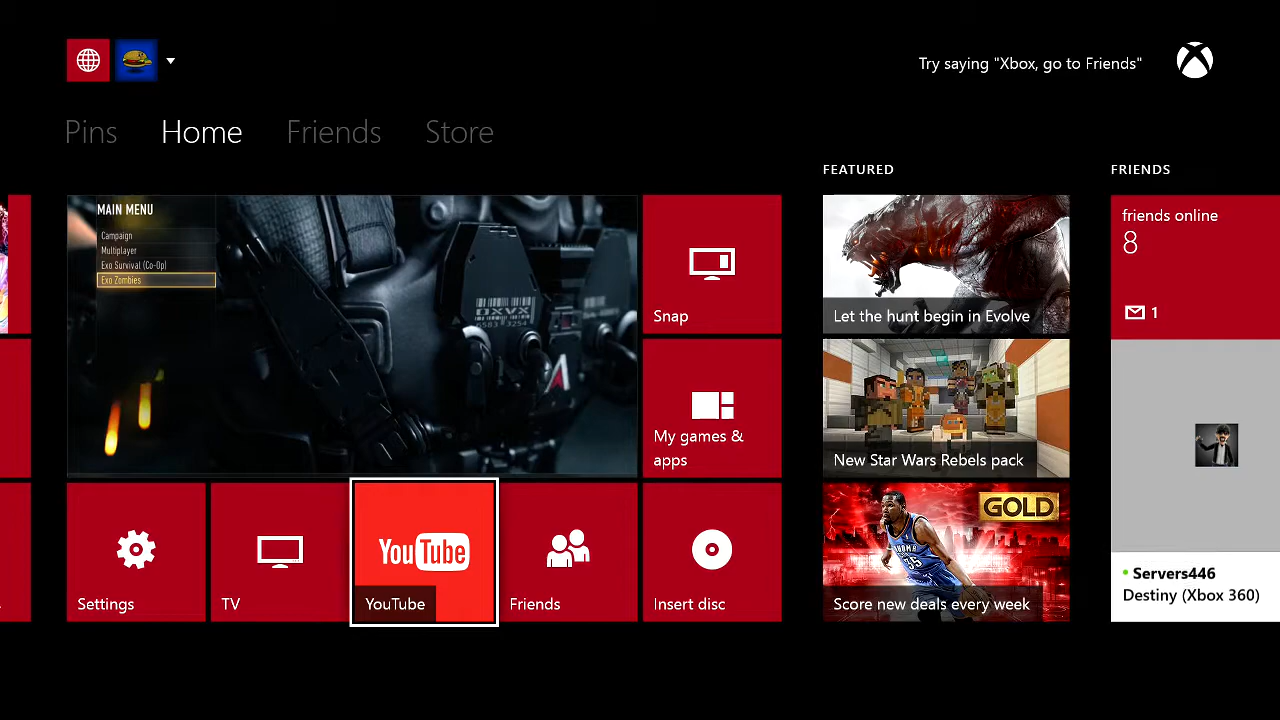 Try saying "Xbox, go to Friends"
Pins
Home
Friends
Store
MAIN MENU
Campaign
Multiplayer
Exo Survival (Co-Op)
Exo Zombies
Snap
My games &
apps
Settings
TV
YouTube
YouTube
Friends
Insert disc
FEATURED
Let the hunt begin in Evolve
New Star Wars Rebels pack
GOLD
35
Score new deals every week
FRIENDS
friends online
8
1
Servers446
Destiny (Xbox 360)